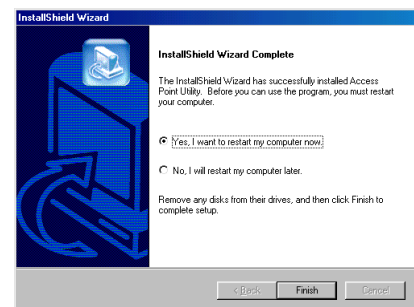 InstallShield Wizard
InstallShield Wizard Complete
The InstallShield Wizard has successfully installed Access
Point Utility. Before you can use the program, you must restart
your computer.
Yes, I want to restart my computer now.
No, I will restart my computer later.
Remove any disks from their drives, and then click Finish to
complete setup.
< Back Finish Cancel